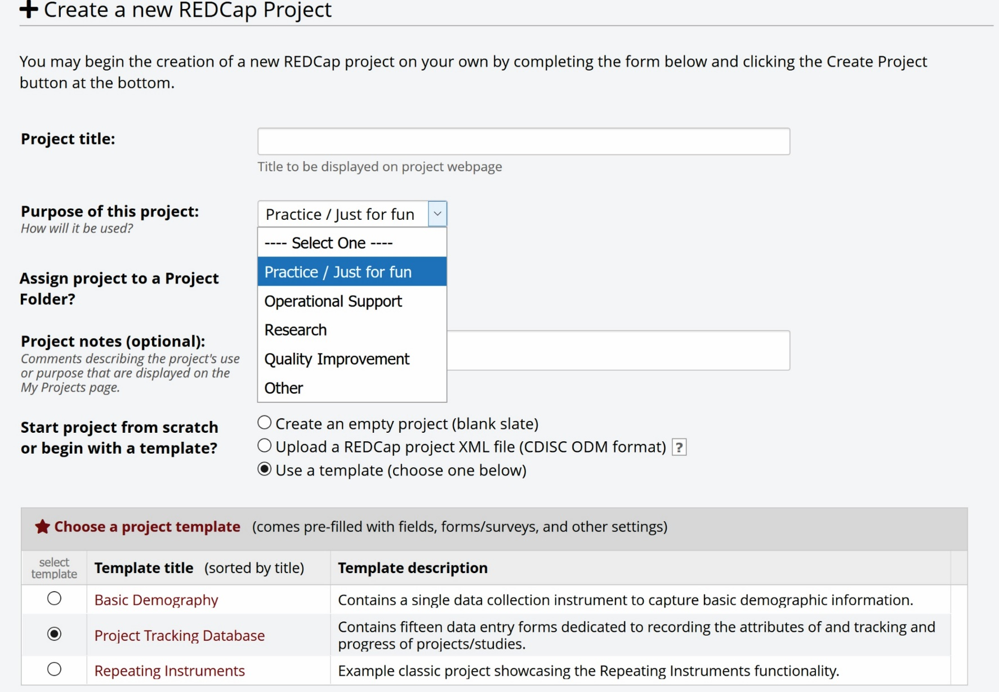 Create a new REDCap Project
You may begin the creation of a new REDCap project on your own by completing the form below and clicking the Create Project
button at the bottom.
Project title:
Title to be displayed on project webpage
Purpose of this project:
How will it be used?
Practice / Just for fun
---- Select One ----
Practice / Just for fun
Operational Support
Research
Quality Improvement
Other
Assign project to a Project
Folder?
Project notes (optional):
Comments describing the project's use
or purpose that are displayed on the
My Projects page.
Start project from scratch
or begin with a template?
Create an empty project (blank slate)
Upload a REDCap project XML file (CDISC ODM format) ?
Use a template (choose one below)
Choose a project template (comes pre-filled with fields, forms/surveys, and other settings)
select
template
Template title (sorted by title)
Template description
Basic Demography
Contains a single data collection instrument to capture basic demographic information.
Project Tracking Database
Contains fifteen data entry forms dedicated to recording the attributes of and tracking and
progress of projects/studies.
Repeating Instruments
Example classic project showcasing the Repeating Instruments functionality.